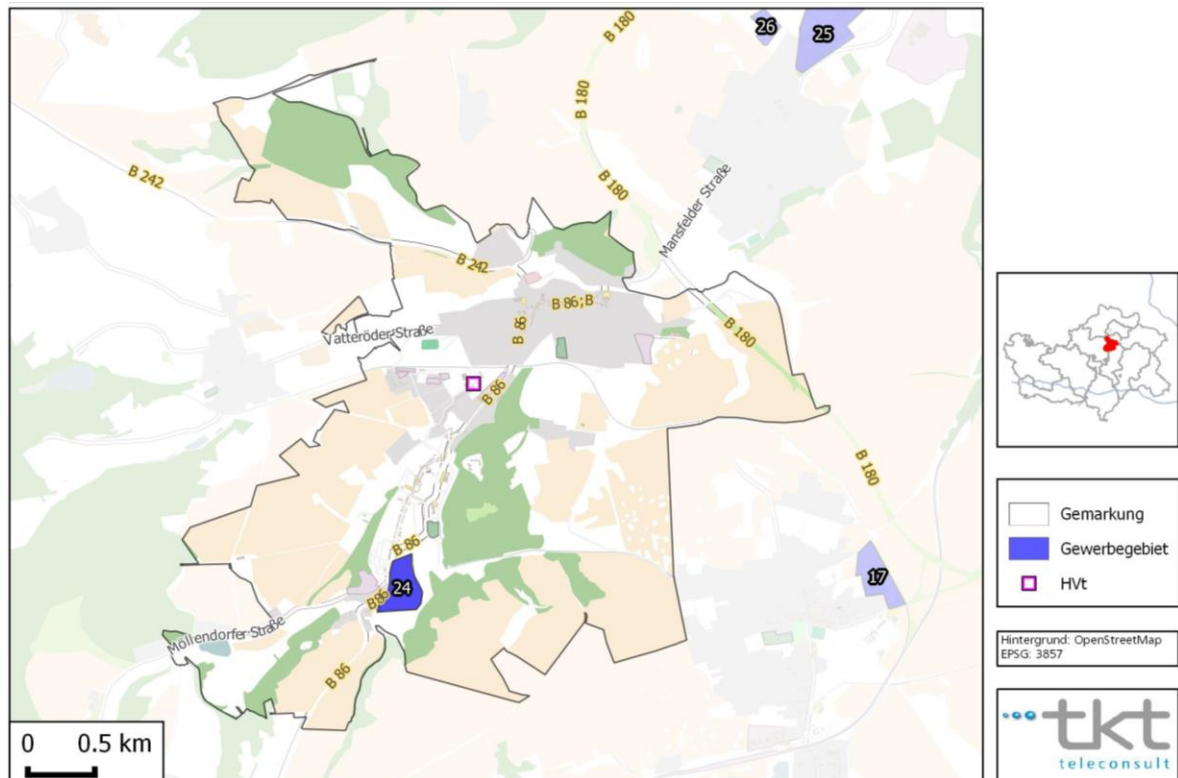 26
25
B 180
B 180
B 242
B 180
Mansfelder Straße
B 242
B 86;B
B 86
B 180
Vatteröder Straße
B 86
B 180
B 86
17
24
B86
Möllendorfer Straße
B 86
0 0.5 km
Gemarkung
Gewerbegebiet
HVt
Hintergrund: OpenStreetMap
EPSG: 3857
tkt
teleconsult